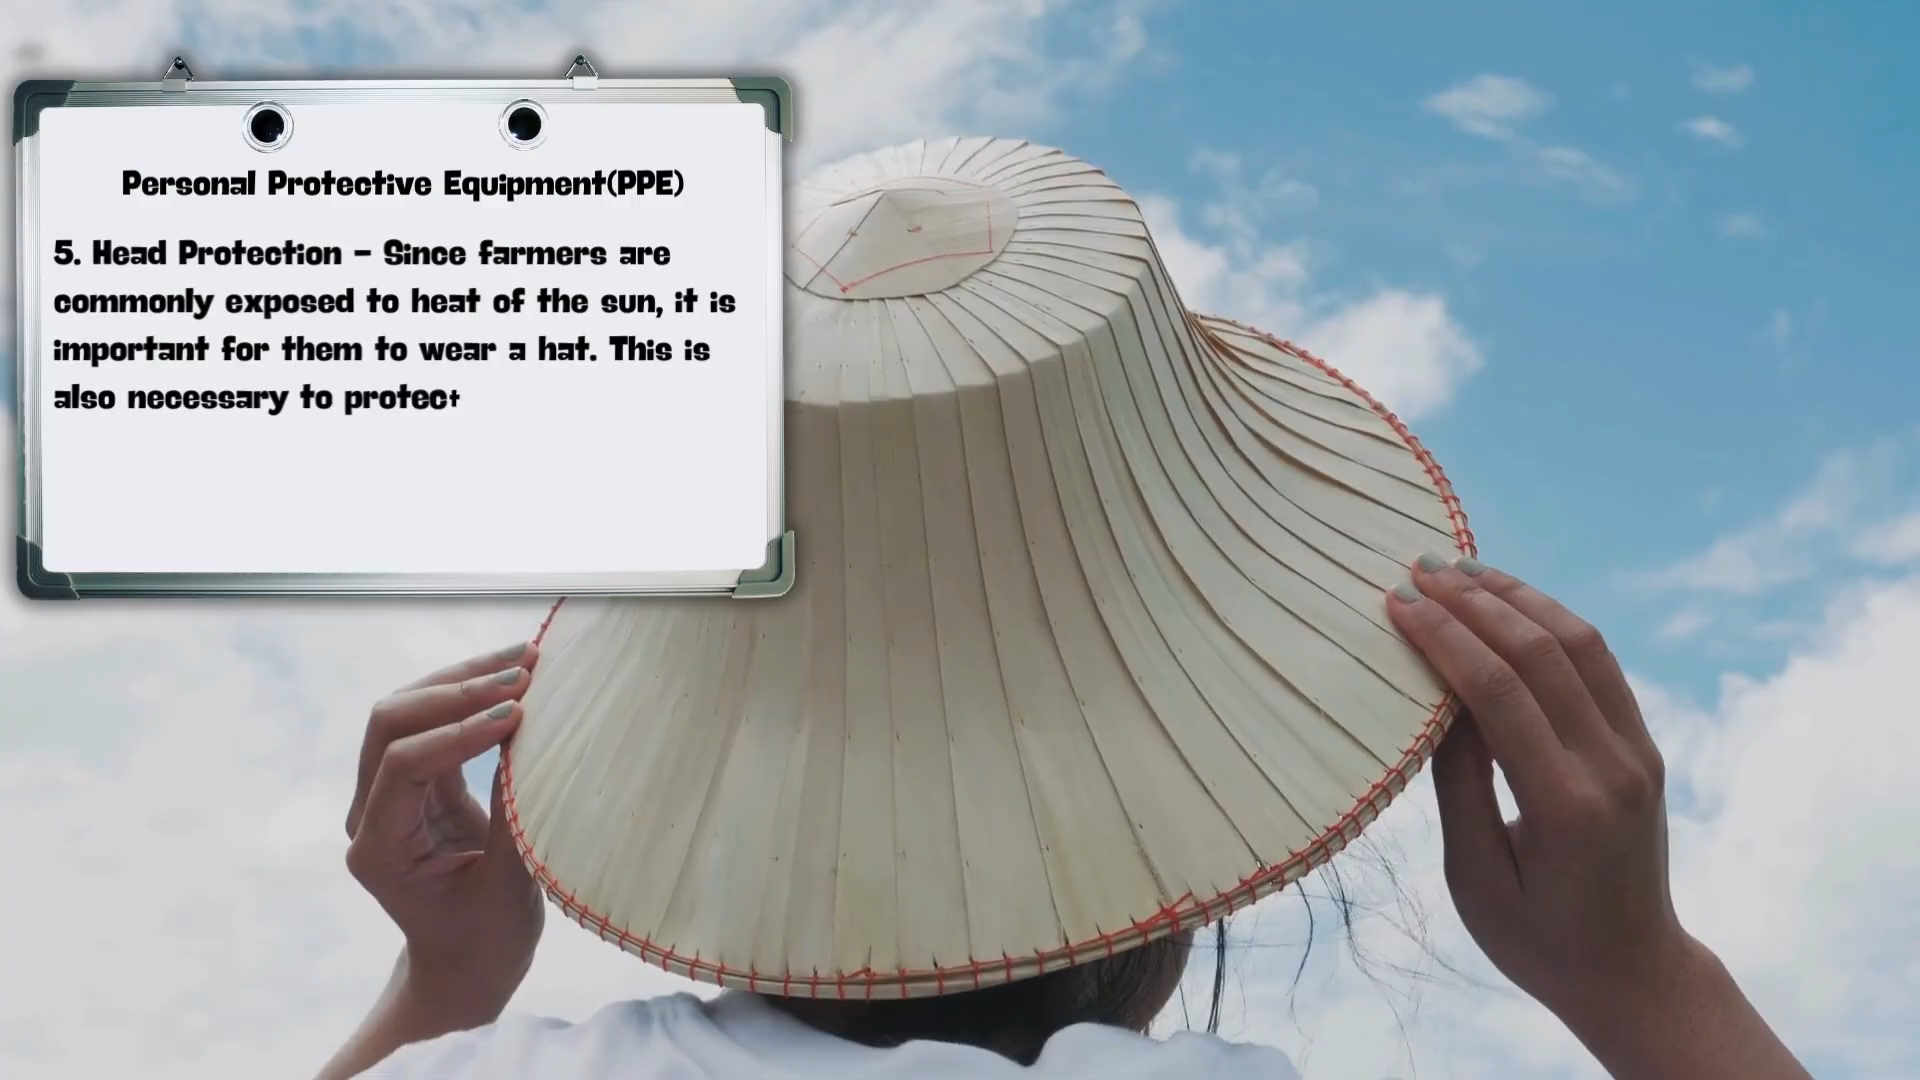 Personal Protective Equipment(PPE)
5. Head Protection - Since farmers are
commonly exposed to heat of the sun, it is
important for them to wear a hat. This is
also necessary to protect